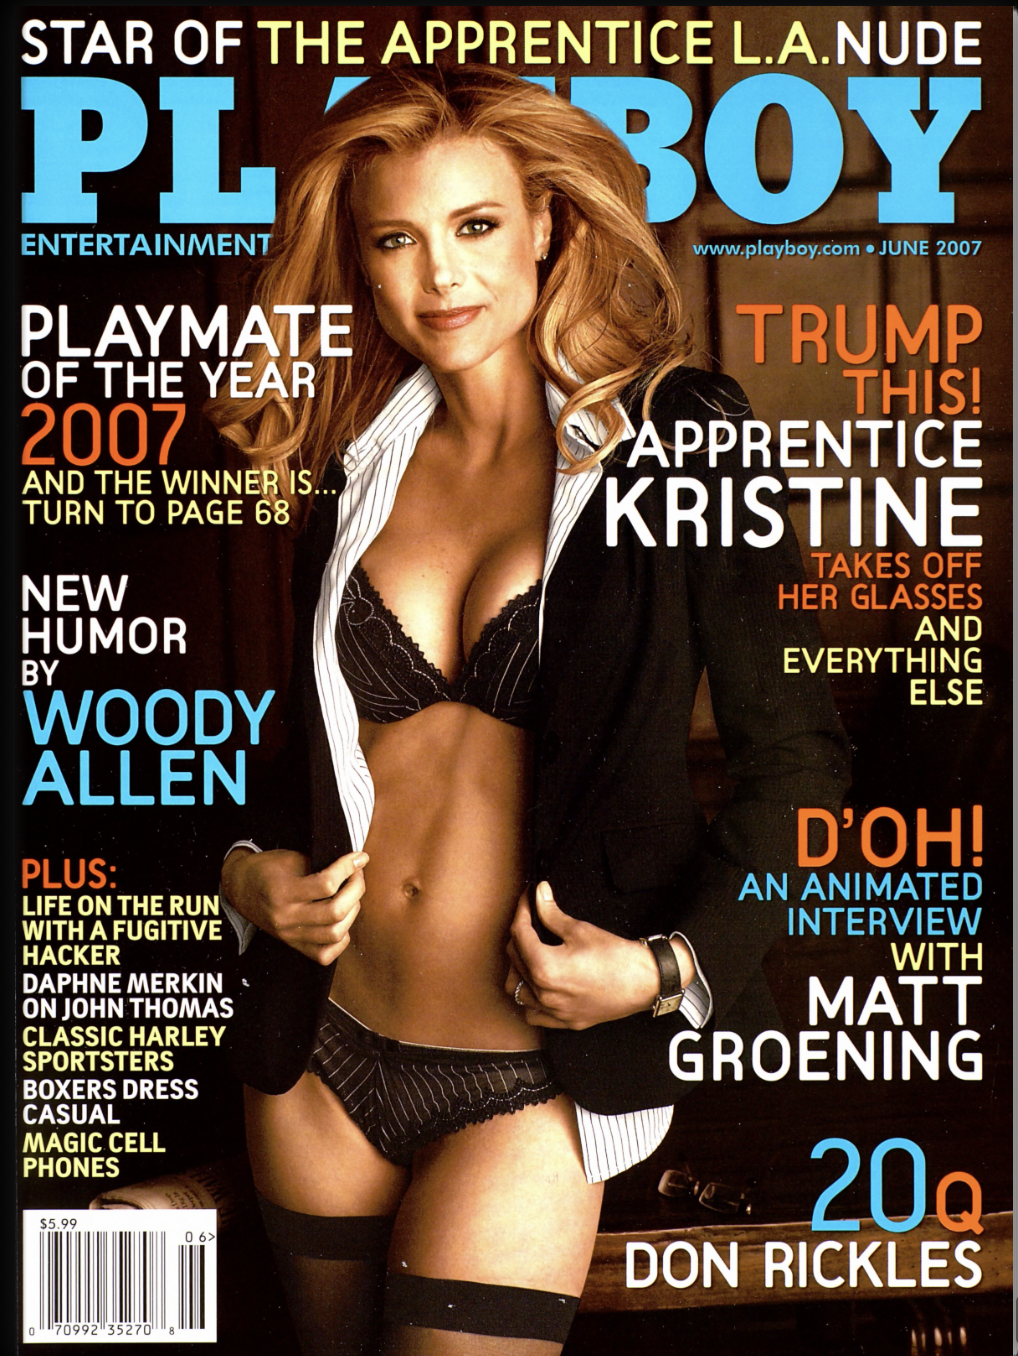 STAR OF THE APPRENTICE L.A. NUDE
PL BOY
ENTERTAINMENT
www.playboy.com • JUNE 2007
PLAYMATE
OF THE YEAR
2007
AND THE WINNER IS...
TURN TO PAGE 68
NEW
HUMOR
BY
WOODY
ALLEN
PLUS:
LIFE ON THE RUN
WITH A FUGITIVE
HACKER
DAPHNE MERKIN
ON JOHN THOMAS
CLASSIC HARLEY
SPORTSTERS
BOXERS DRESS
CASUAL
MAGIC CELL
PHONES
TRUMP
THIS!
APPRENTICE
KRISTINE
TAKES OFF
HER GLASSES
AND
EVERYTHING
ELSE
D'OH!
AN ANIMATED
INTERVIEW
WITH
MATT
GROENING
20Q
DON RICKLES
$5.99
0 6>
0 70992 35270 8